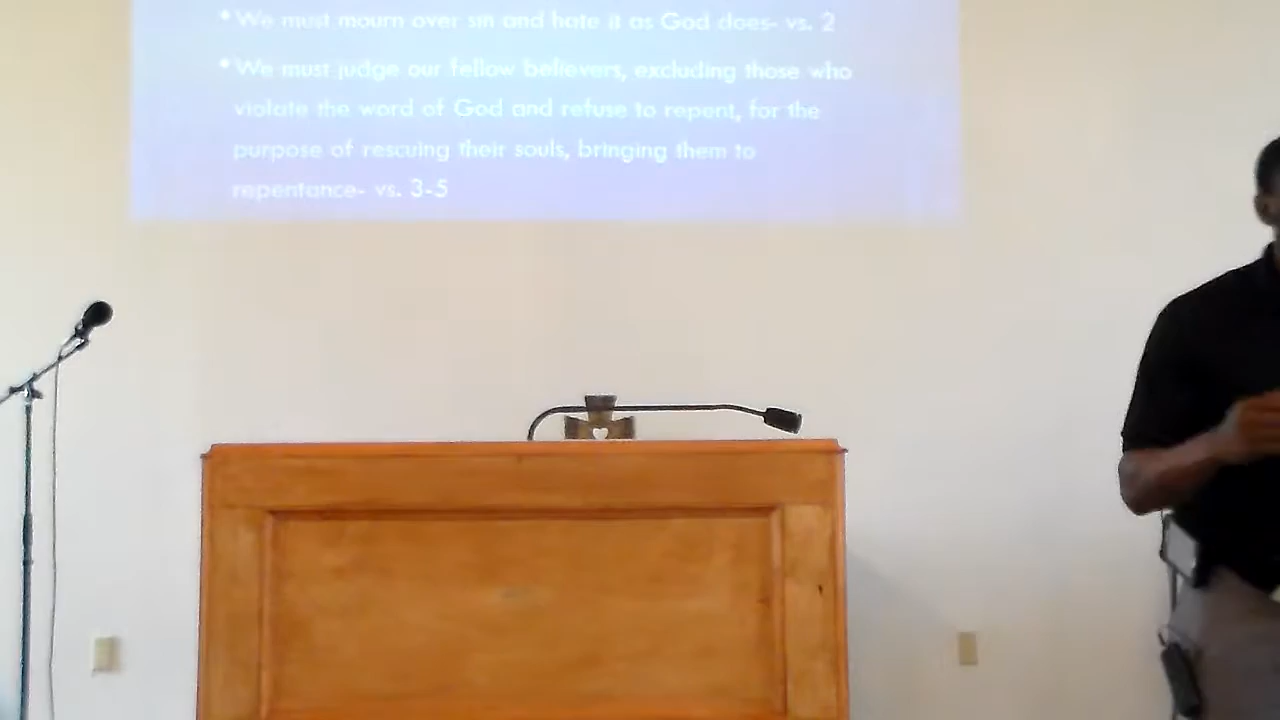 • We must mourn over sin and hate it as God does- vs. 2
• We must judge our fellow believers, excluding those who
violate the word of God and refuse to repent, for the
purpose of rescuing their souls, bringing them to
repentance- vs. 3-5